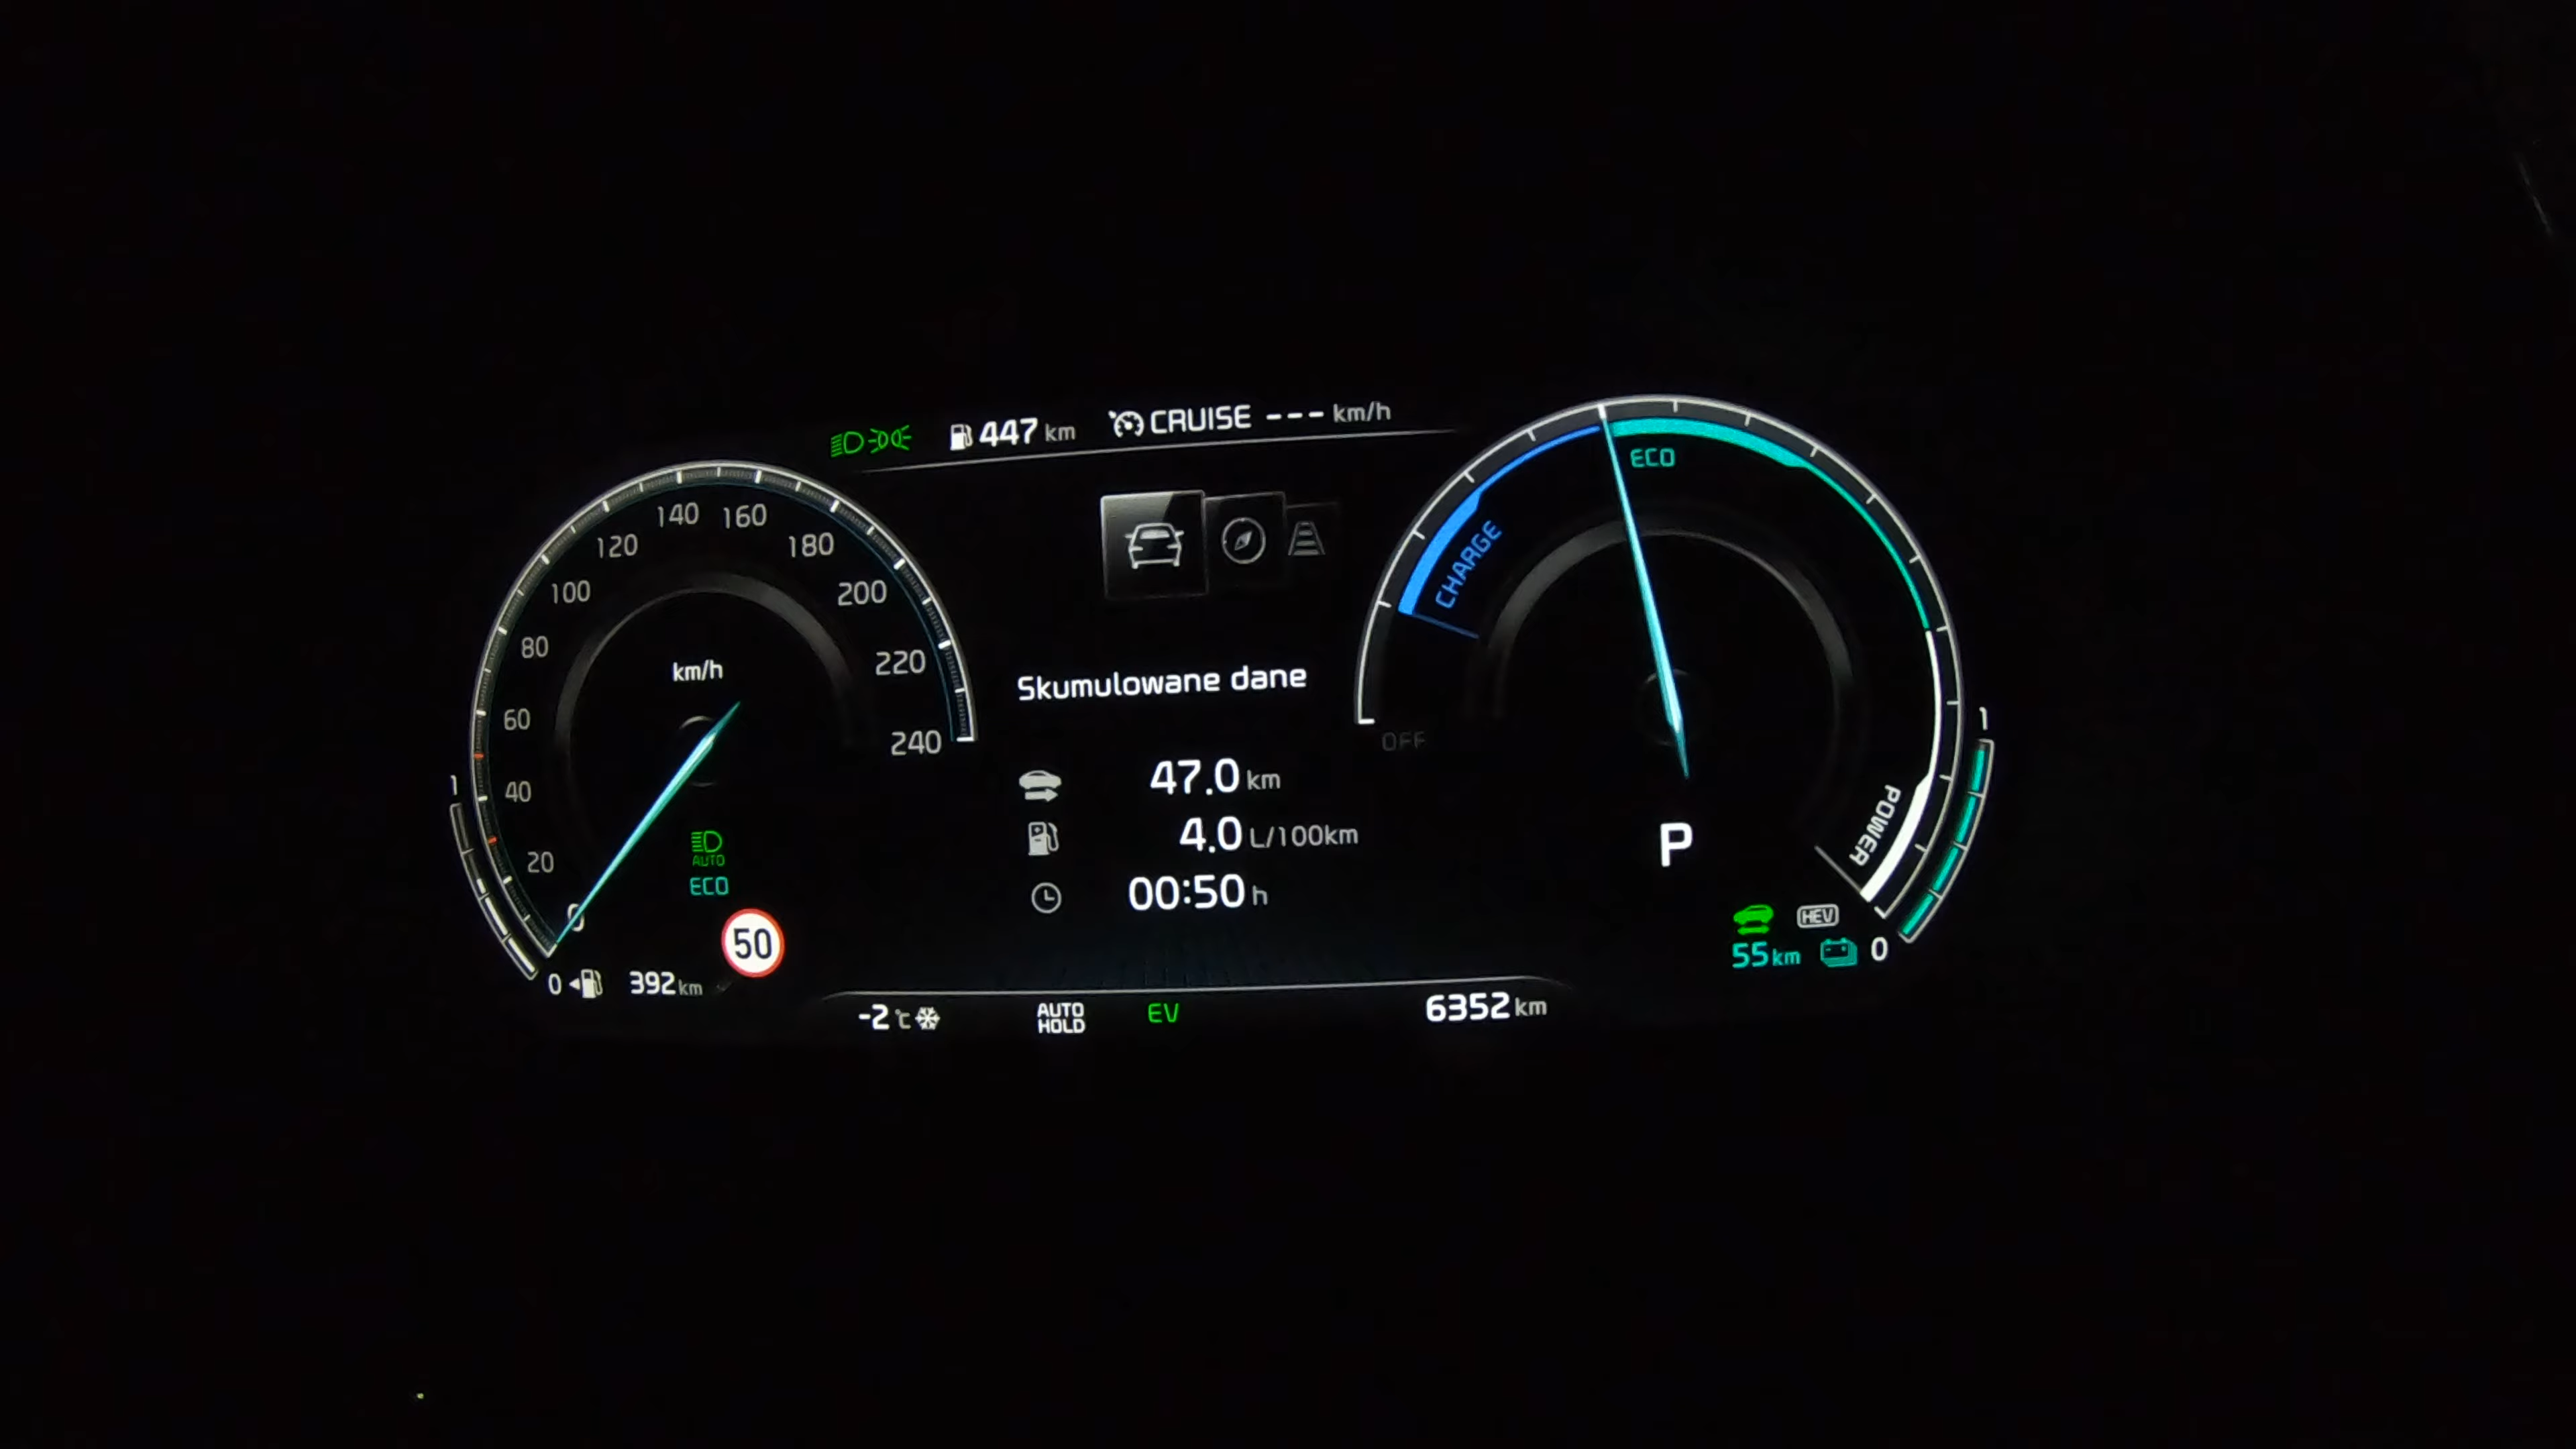 447 km CRUISE --- km/h
140 160
120 180
100 200
80 220
60 240
40
20
0
km/h
AUTO
ECO
50
1
0 392 km
Skumulowane dane
47.0 km
4.0 L/100km
00:50 h
-2 °C AUTO HOLD EV 6352 km
ECO
CHARGE
OFF
POWER
P
1
HEV
55 km 0